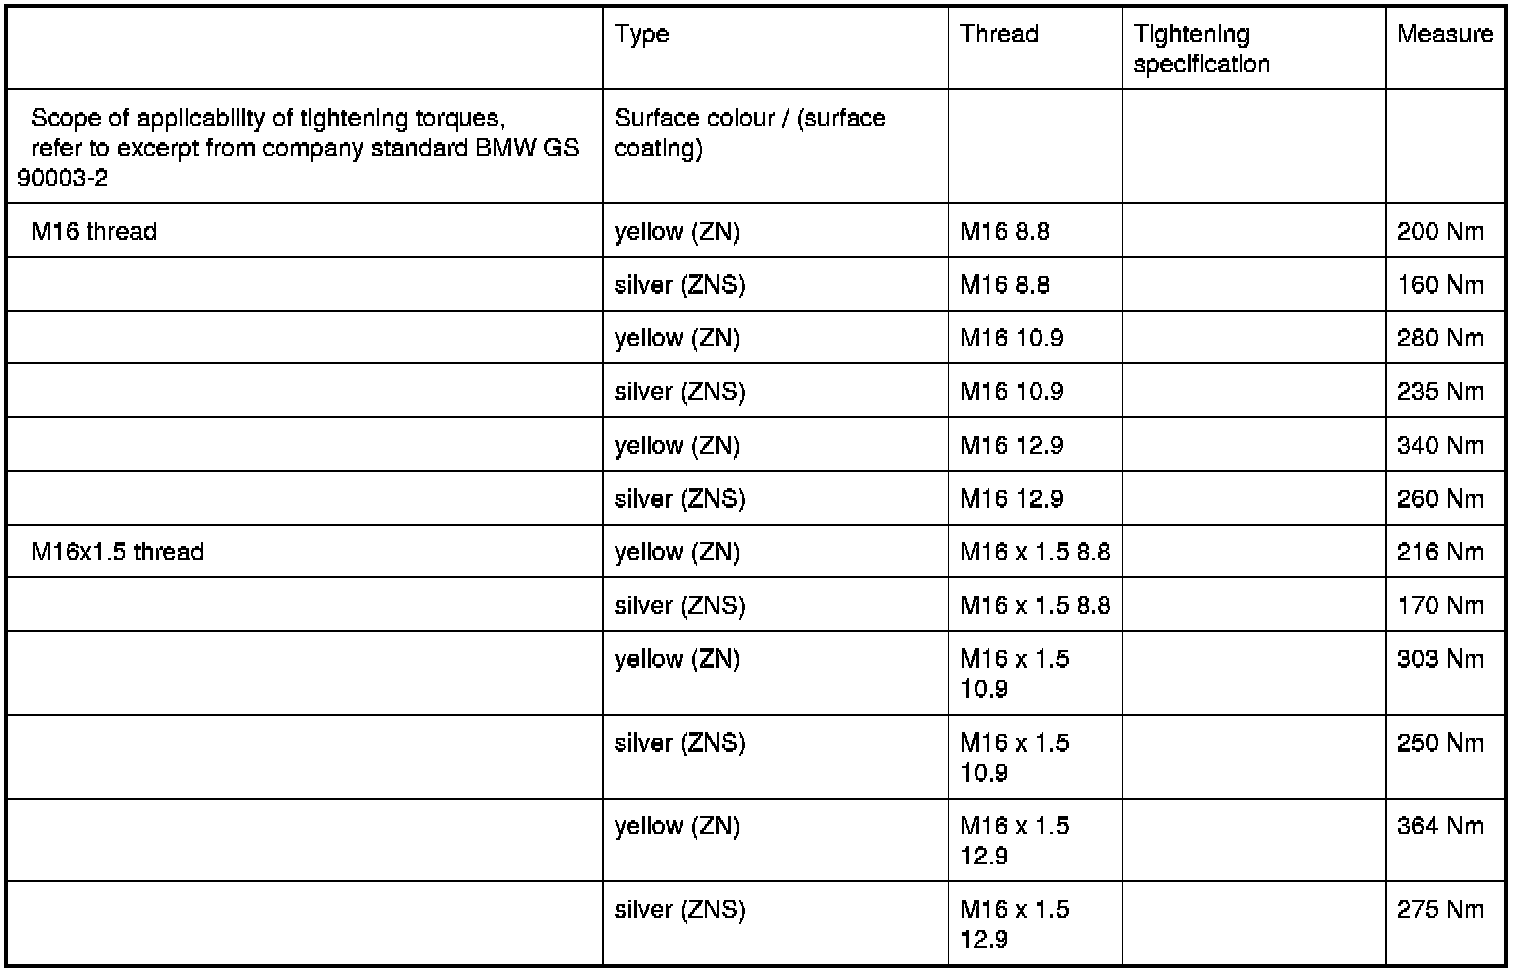 Type Thread Tightening Measure
specification
Scope of applicability of tightening torques, Surface colour / (surface
refer to excerpt from company standard BMW GS coating)
90003-2
M16 thread yellow (ZN) M16 8.8 200 Nm
silver (ZNS) M16 8.8 160 Nm
yellow (ZN) M16 10.9 280 Nm
silver (ZNS) M16 10.9 235 Nm
yellow (ZN) M16 12.9 340 Nm
silver (ZNS) M16 12.9 260 Nm
M16x1.5 thread yellow (ZN) M16 x 1.5 8.8 216 Nm
silver (ZNS) M16 x 1.5 8.8 170 Nm
yellow (ZN) M16 x 1.5 303 Nm
10.9
silver (ZNS) M16 x 1.5 250 Nm
10.9
yellow (ZN) M16 x 1.5 364 Nm
12.9
silver (ZNS) M16 x 1.5 275 Nm
12.9